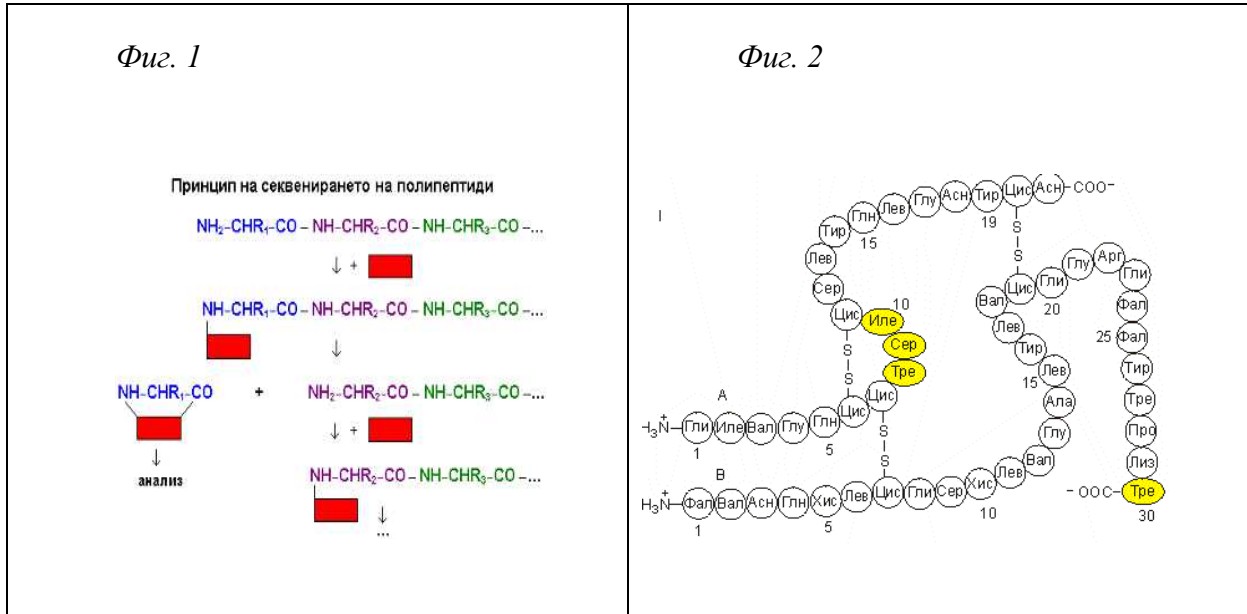 Фиг. 1
Принцип на секвенирането на полипептиди
NH₂–CHR₁–CO – NH–CHR₂–CO – NH–CHR₃–CO –...
↓ +
NH–CHR₁–CO – NH–CHR₂–CO – NH–CHR₃–CO –...
↓
NH–CHR₁–CO + NH₂–CHR₂–CO – NH–CHR₃–CO –...
↓ ↓ +
анализ
NH–CHR₂–CO – NH–CHR₃–CO –...
↓
...
Фиг. 2
I
Тир Глн Лев Глу Асн Тир Цис Асн –COO⁻
15 19
Лев
Сер
Цис Иле Сер Тре Цис
10
S S
S S
S S
A
H₃N⁺ Гли Иле Вал Глу Глн Цис
1 5
B
H₃N⁺ Фал Вал Асн Глн Хис Лев Цис Гли Сер Хис Лев Вал Глу Ала Лев Тир Лев Вал Цис Гли Глу Арг Гли Фал Фал Тир Тре Про Лиз Тре
1 5 10 15 20 25 30
⁻OOC